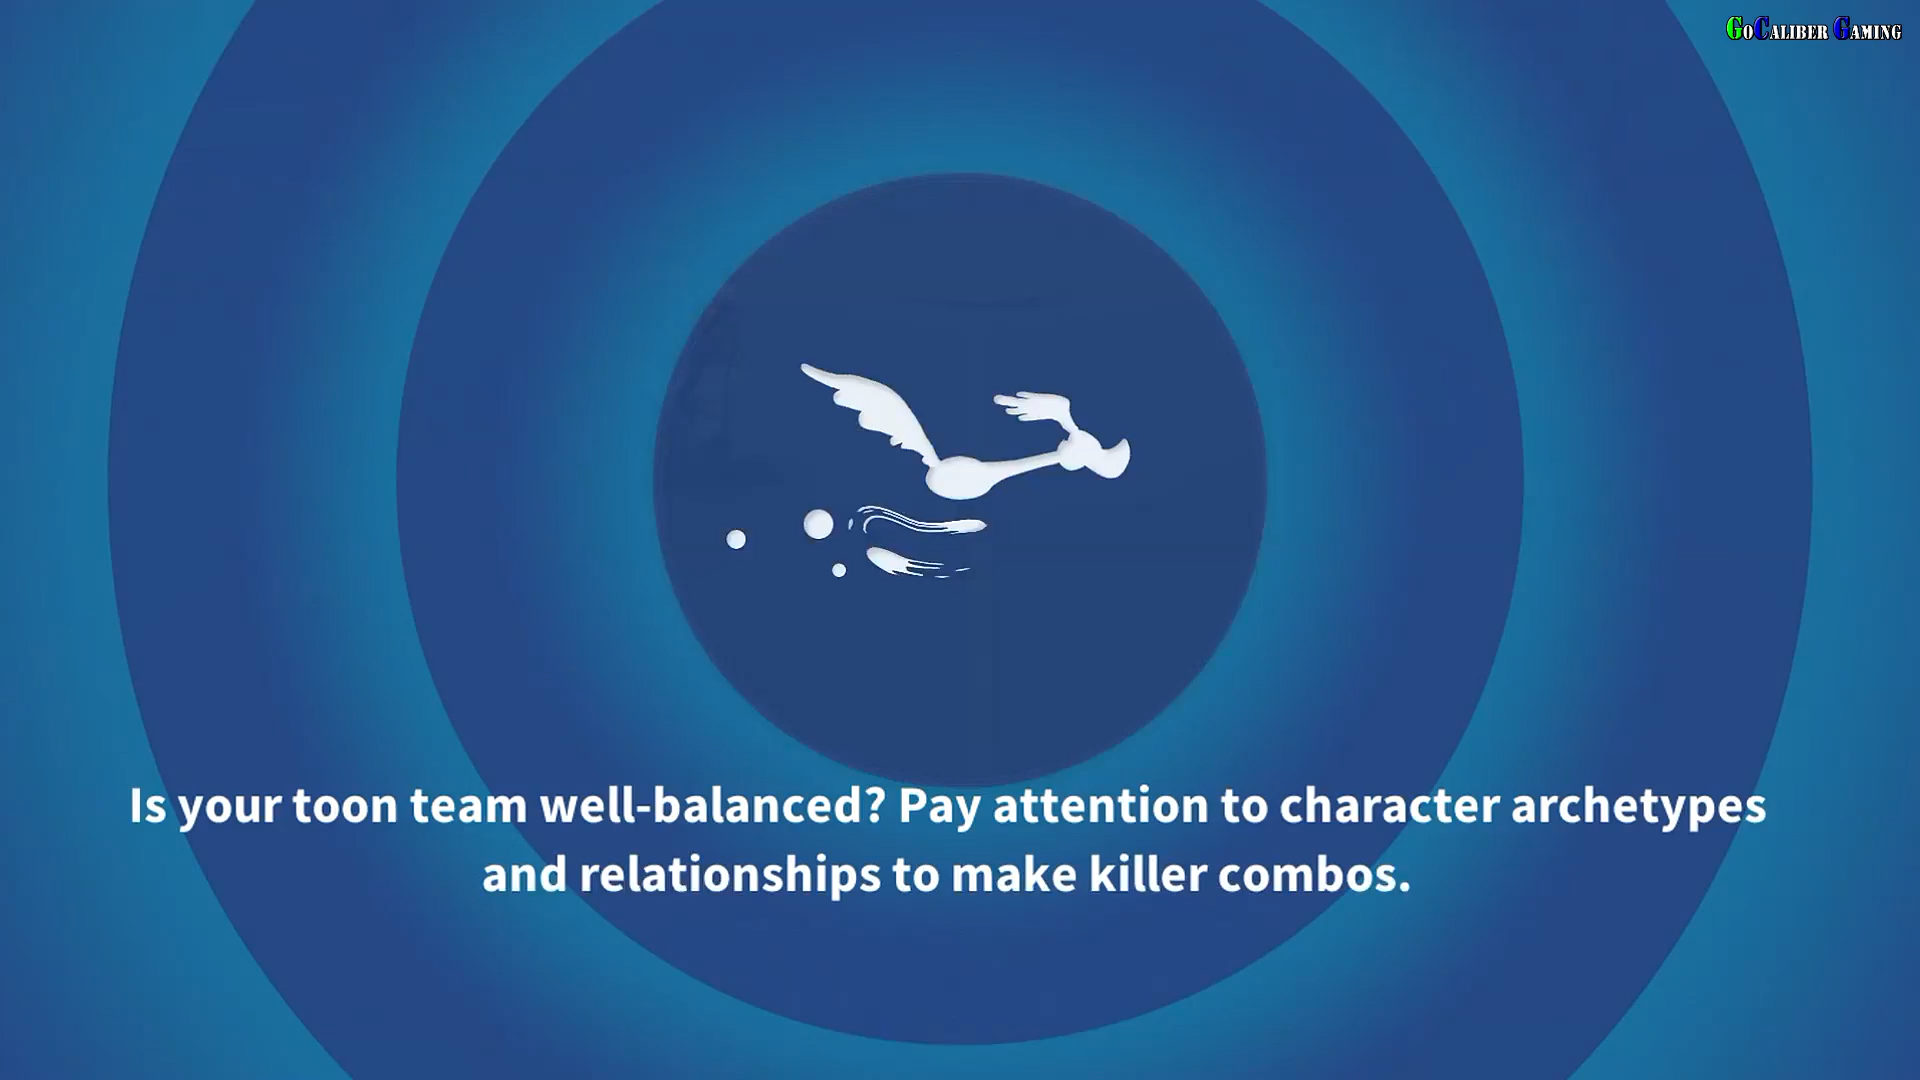 GoCaliber Gaming
Is your toon team well-balanced? Pay attention to character archetypes
and relationships to make killer combos.